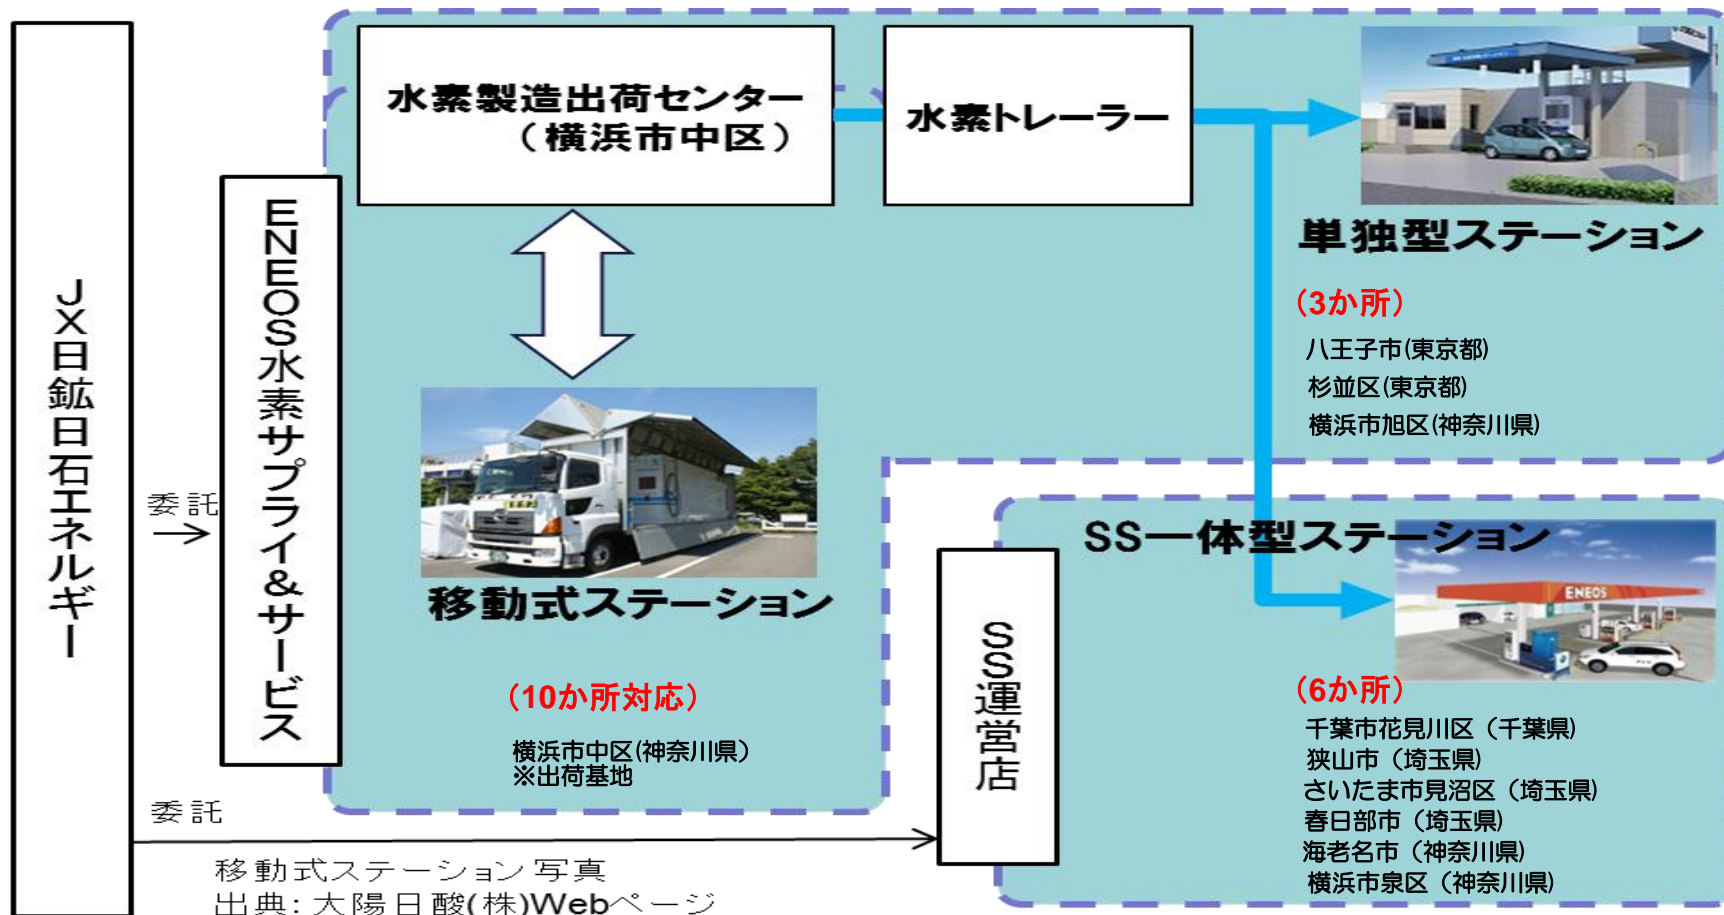 JX日鉱日石エネルギー
委託
ENEOS水素サプライ&サービス
水素製造出荷センター
（横浜市中区）
水素トレーラー
単独型ステーション
（3か所）
八王子市(東京都)
杉並区(東京都)
横浜市旭区(神奈川県)
移動式ステーション
（10か所対応）
横浜市中区(神奈川県）
※出荷基地
委託
SS運営店
SS一体型ステーション
ENEOS
（6か所）
千葉市花見川区（千葉県）
狭山市（埼玉県）
さいたま市見沼区（埼玉県）
春日部市（埼玉県）
海老名市（神奈川県）
横浜市泉区（神奈川県）
移動式ステーション写真
出典：大陽日酸(株)Webページ